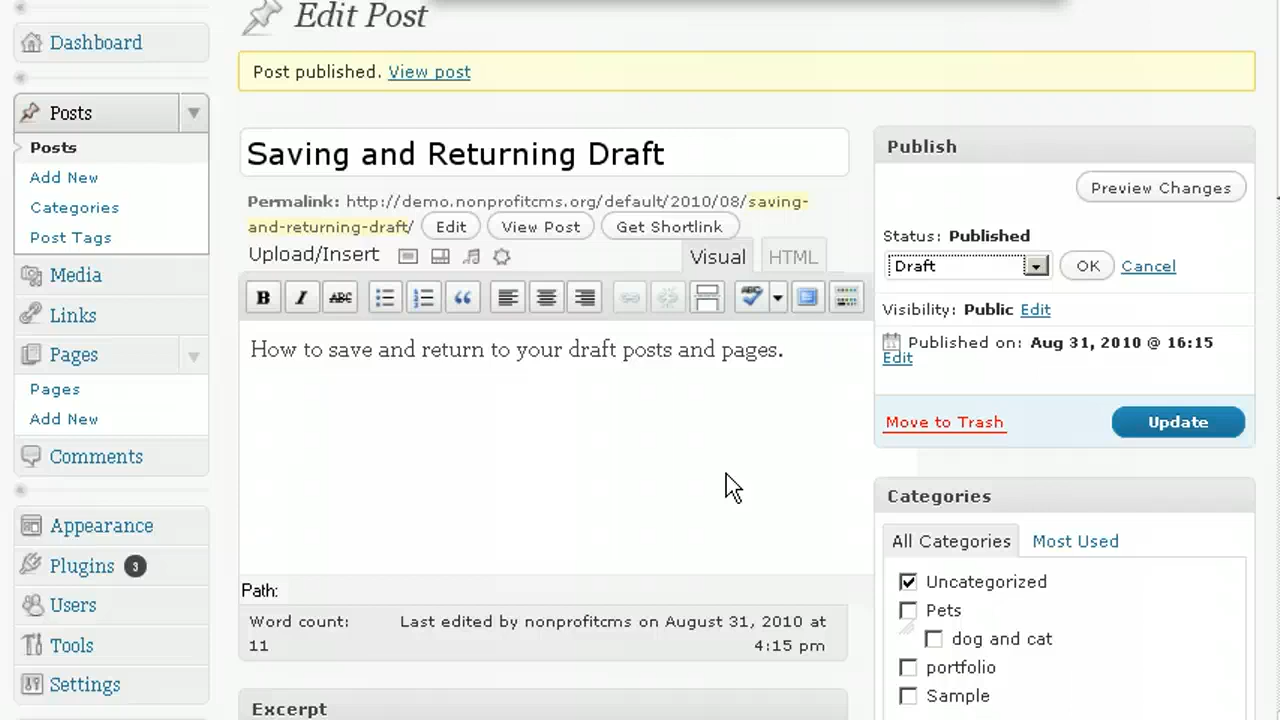 Edit Post
Dashboard
Post published. View post
Posts
Posts
Add New
Categories
Post Tags
Media
Links
Pages
Pages
Add New
Comments
Appearance
Plugins 3
Users
Tools
Settings
Saving and Returning Draft
Permalink: http://demo.nonprofitcms.org/default/2010/08/saving-
and-returning-draft/ Edit View Post Get Shortlink
Upload/Insert Visual HTML
B I ABC
How to save and return to your draft posts and pages.
Path:
Word count: Last edited by nonprofitcms on August 31, 2010 at
11 4:15 pm
Excerpt
Publish
Preview Changes
Status: Published
Draft OK Cancel
Visibility: Public Edit
Published on: Aug 31, 2010 @ 16:15
Edit
Move to Trash Update
Categories
All Categories Most Used
Uncategorized
Pets
dog and cat
portfolio
Sample